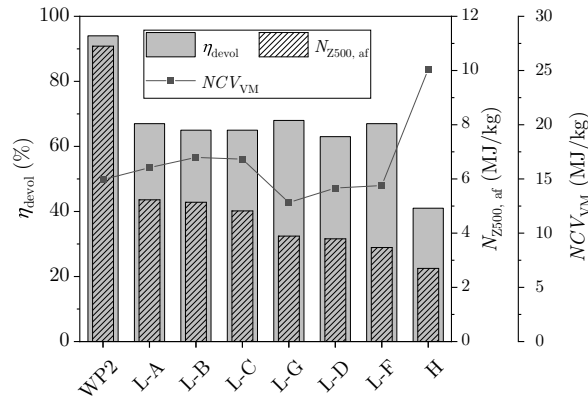 100
80
60
40
20
0
η_devol (%)
η_devol
N_Z500, af
NCV_VM
12
10
8
6
4
2
0
N_Z500, af (MJ/kg)
30
25
20
15
10
5
0
NCV_VM (MJ/kg)
WP2
L-A
L-B
L-C
L-G
L-D
L-F
H